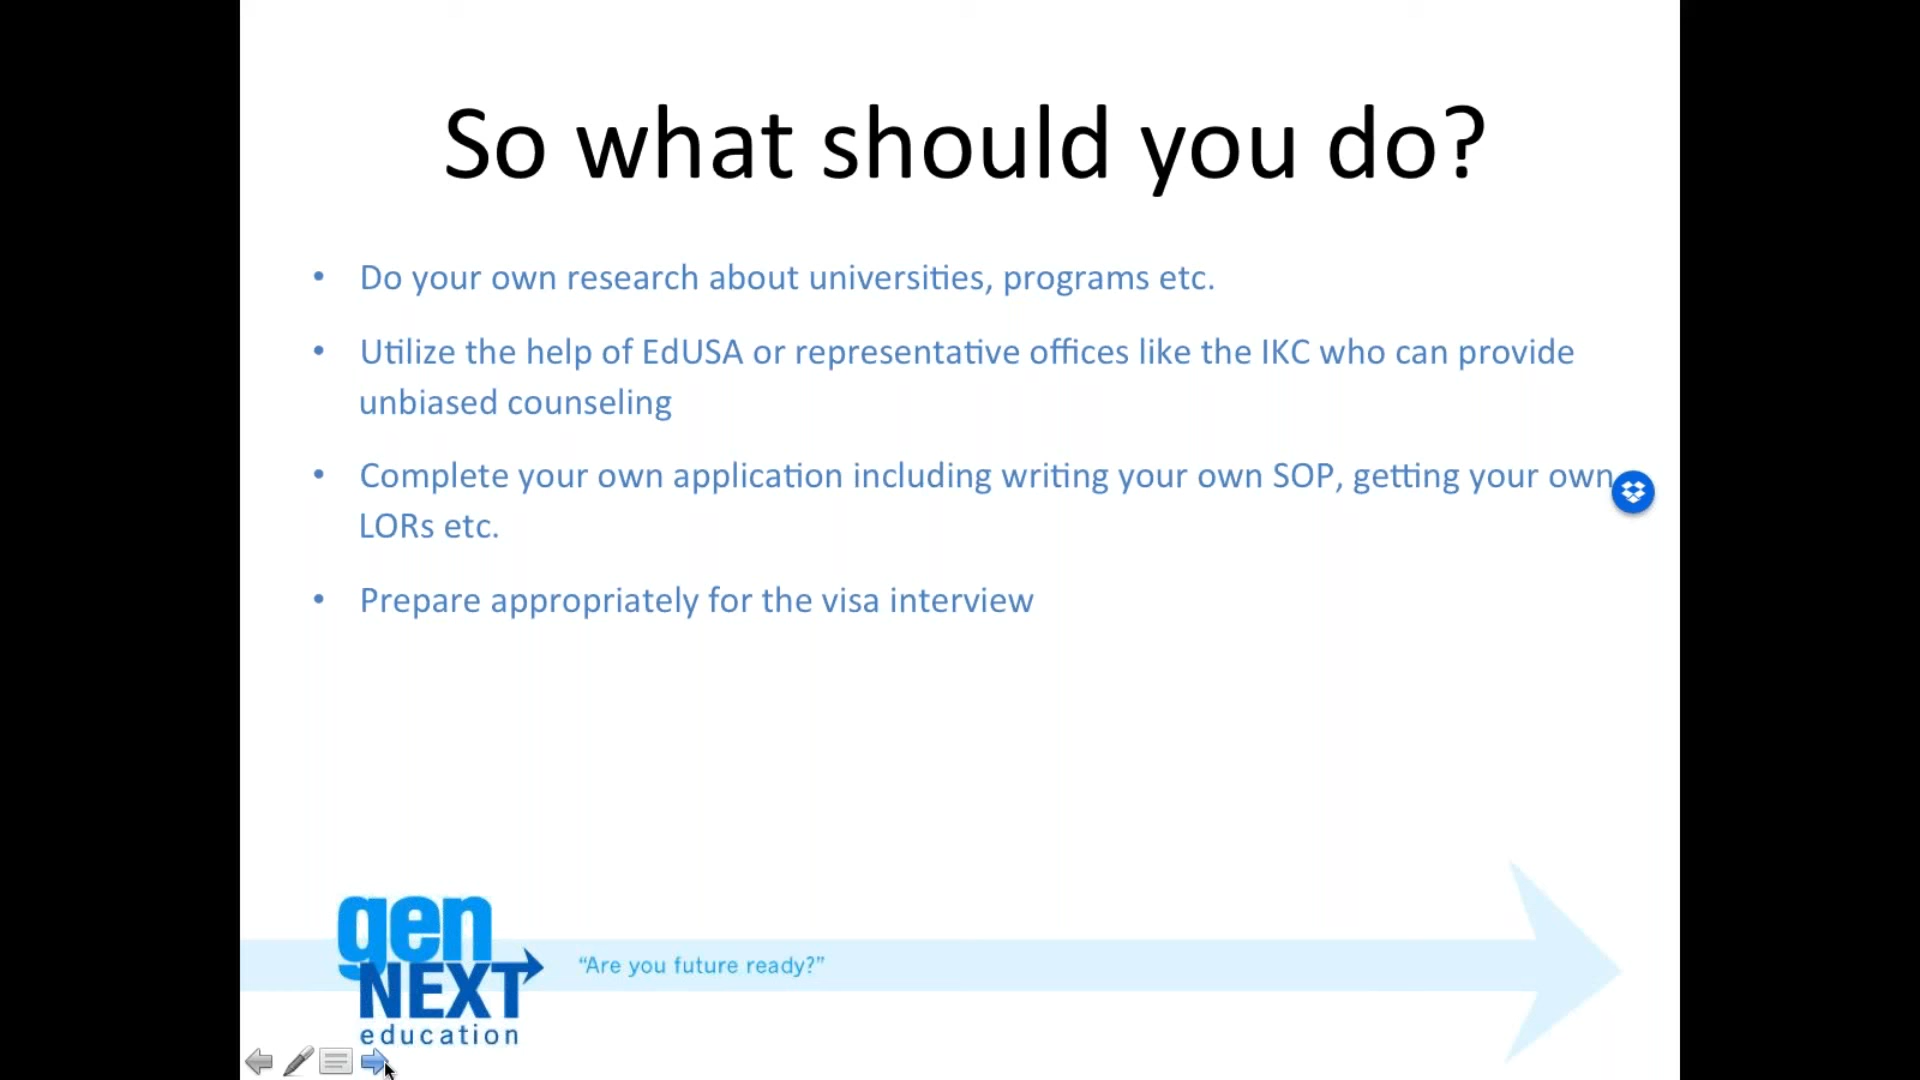 So what should you do?
• Do your own research about universities, programs etc.
• Utilize the help of EdUSA or representative offices like the IKC who can provide
unbiased counseling
• Complete your own application including writing your own SOP, getting your own
LORs etc.
• Prepare appropriately for the visa interview
gen
NEXT
education
“Are you future ready?”